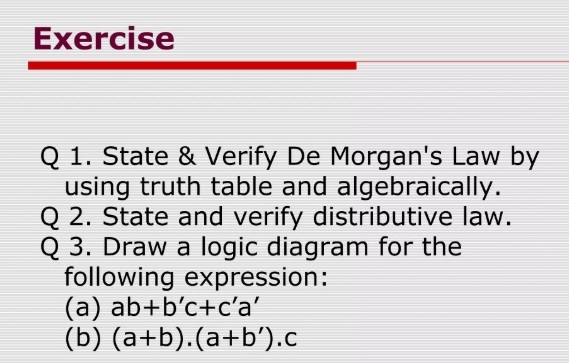 Exercise
Q 1. State & Verify De Morgan's Law by
using truth table and algebraically.
Q 2. State and verify distributive law.
Q 3. Draw a logic diagram for the
following expression:
(a) ab+b’c+c’a’
(b) (a+b).(a+b’).c